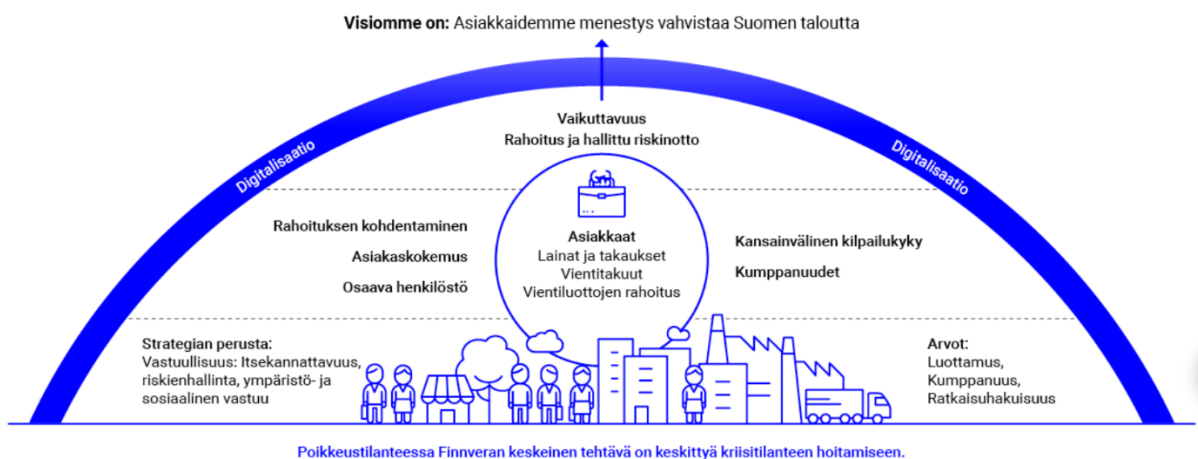 Visiomme on: Asiakkaidemme menestys vahvistaa Suomen taloutta
Digitalisaatio
Digitalisaatio
Vaikuttavuus
Rahoitus ja hallittu riskinotto
Rahoituksen kohdentaminen
Asiakaskokemus
Osaava henkilöstö
Asiakkaat
Lainat ja takaukset
Vientitakuut
Vientiluottojen rahoitus
Kansainvälinen kilpailukyky
Kumppanuudet
Strategian perusta:
Vastuullisuus: Itsekannattavuus,
riskienhallinta, ympäristö- ja
sosiaalinen vastuu
Arvot:
Luottamus,
Kumppanuus,
Ratkaisuhakuisuus
Poikkeustilanteessa Finnveran keskeinen tehtävä on keskittyä kriisitilanteen hoitamiseen.